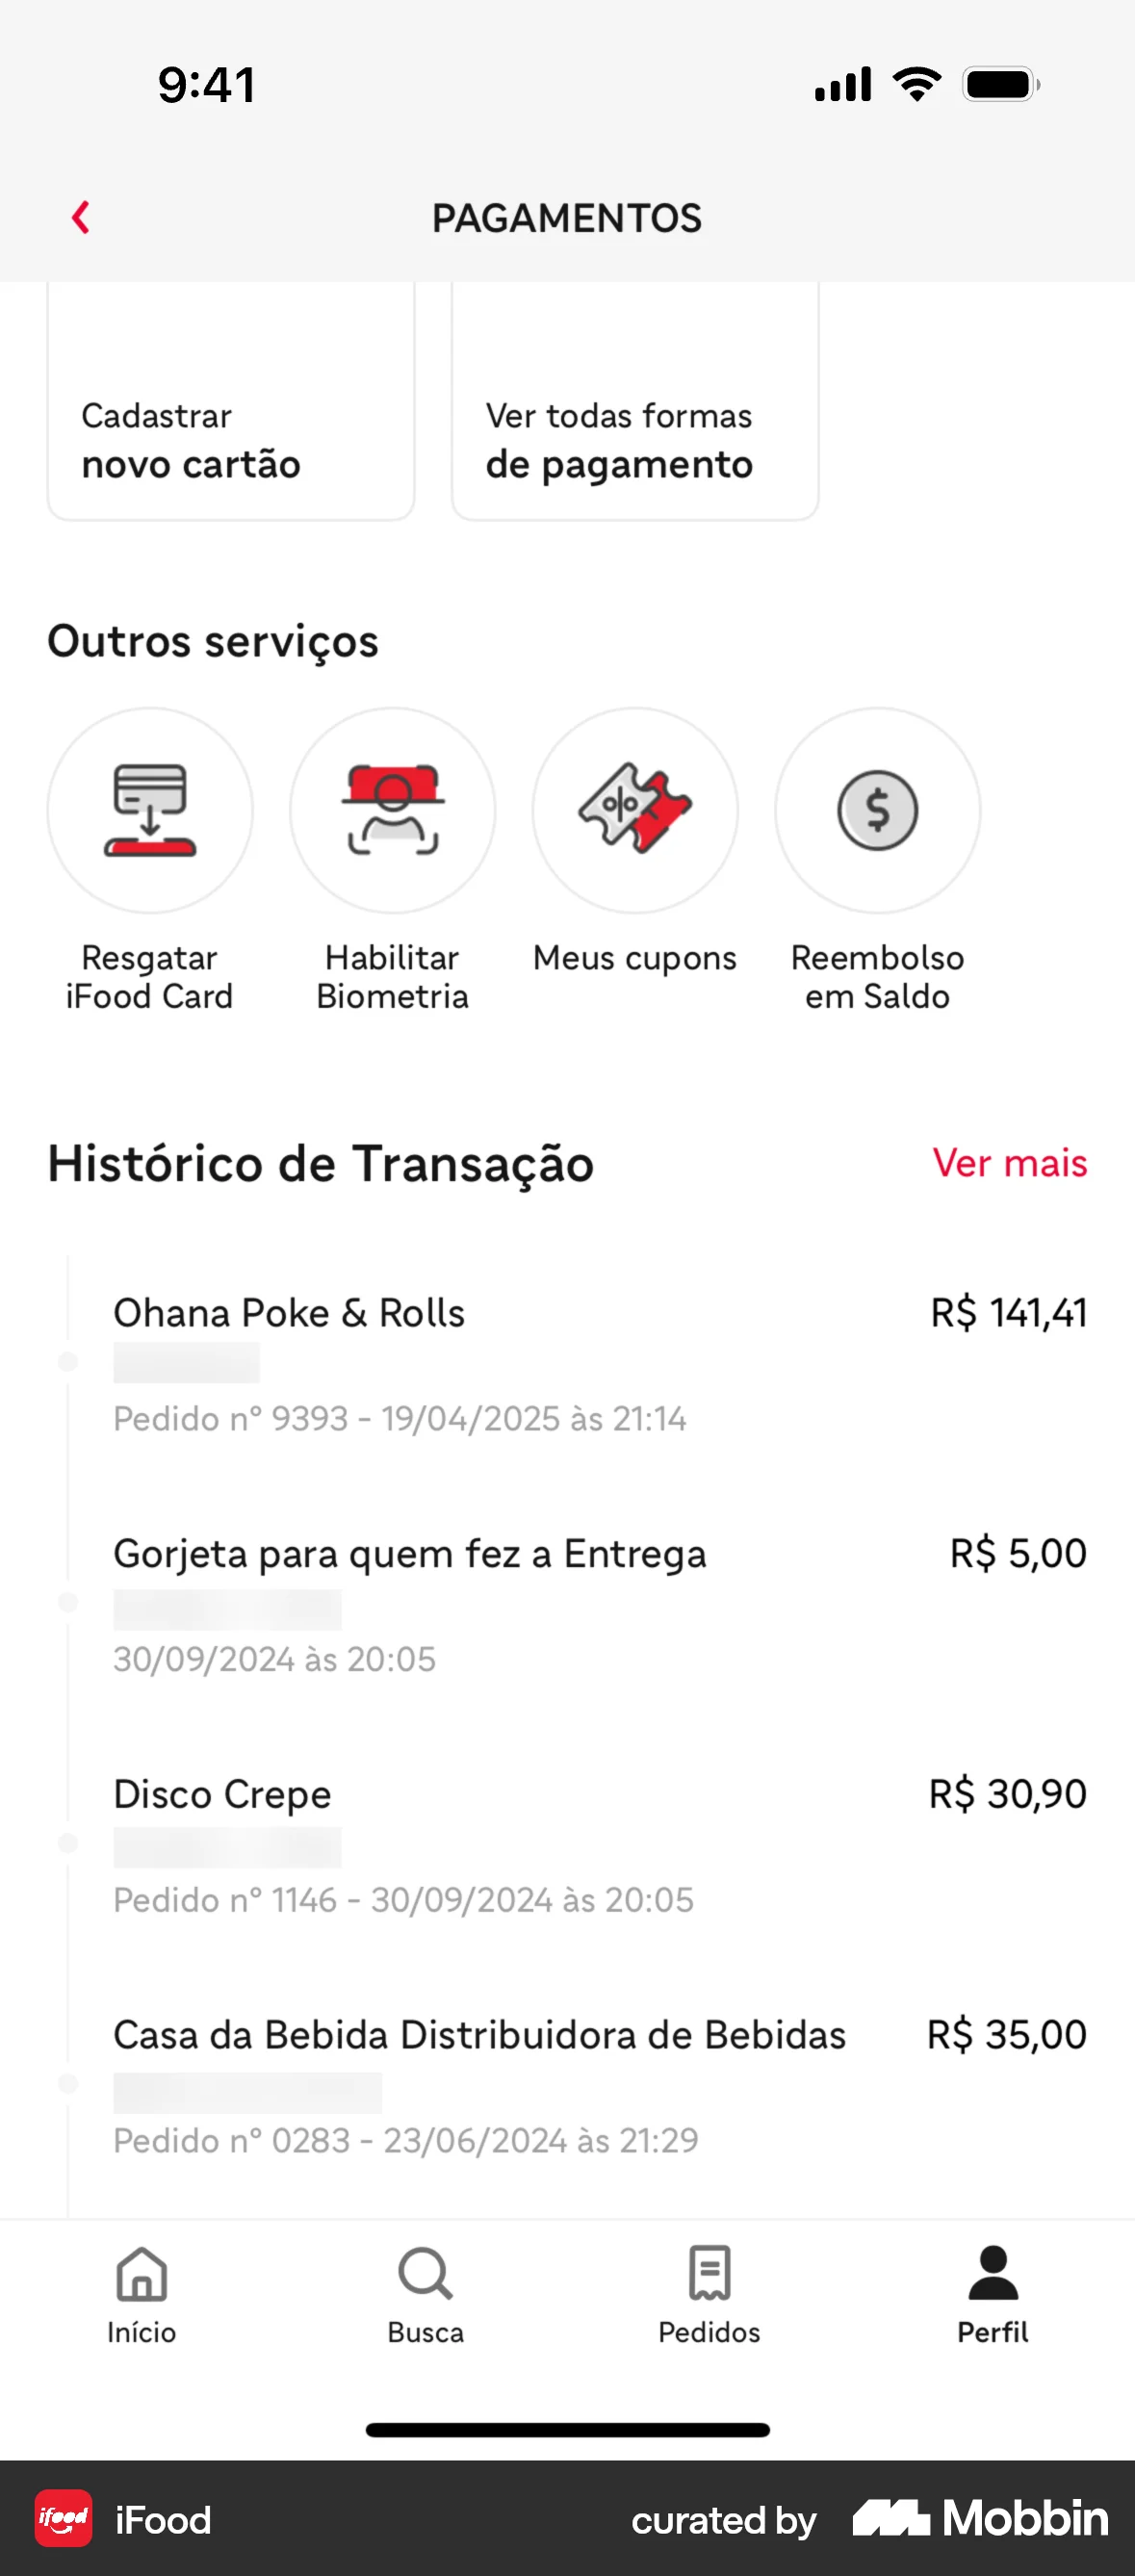 9:41
PAGAMENTOS
Cadastrar
novo cartão
Ver todas formas
de pagamento
Outros serviços
Resgatar
iFood Card
Habilitar
Biometria
Meus cupons
Reembolso
em Saldo
Histórico de Transação
Ver mais
Ohana Poke & Rolls
R$ 141,41
Pedido n° 9393 - 19/04/2025 às 21:14
Gorjeta para quem fez a Entrega
R$ 5,00
30/09/2024 às 20:05
Disco Crepe
R$ 30,90
Pedido n° 1146 - 30/09/2024 às 20:05
Casa da Bebida Distribuidora de Bebidas
R$ 35,00
Pedido n° 0283 - 23/06/2024 às 21:29
Início
Busca
Pedidos
Perfil
ifood
iFood
curated by
Mobbin